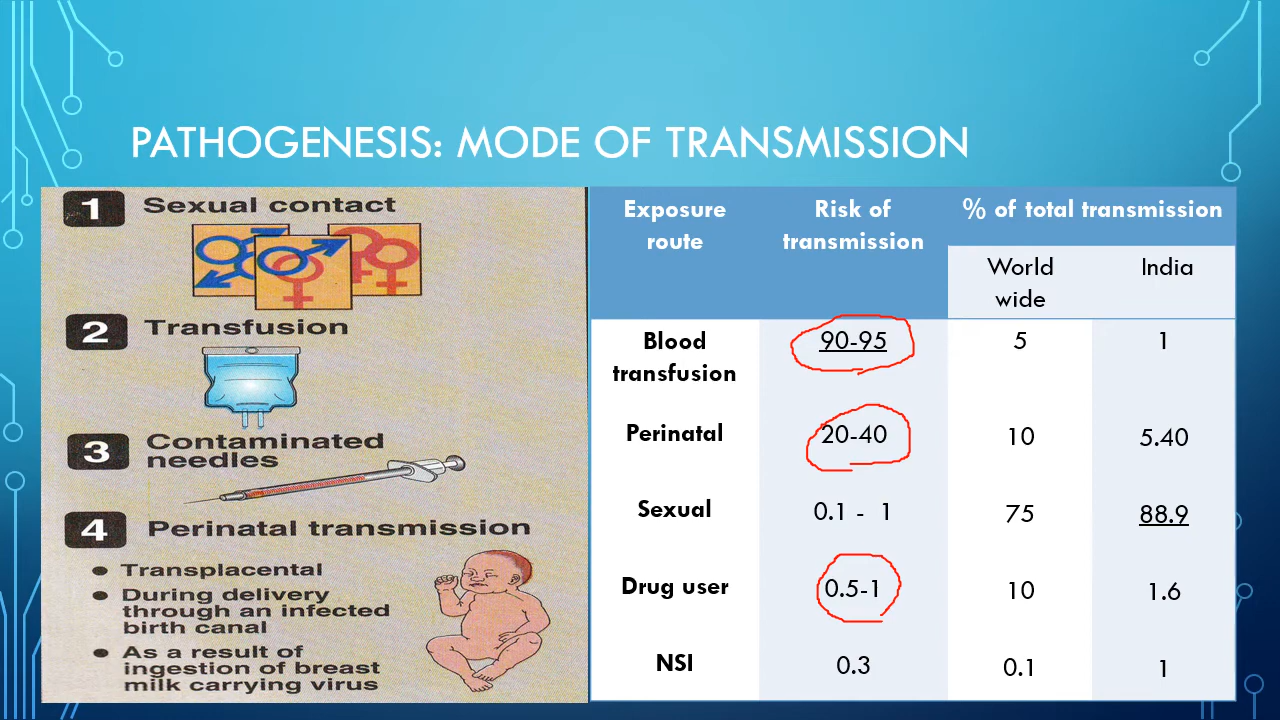 PATHOGENESIS: MODE OF TRANSMISSION
1 Sexual contact
2 Transfusion
3 Contaminated
needles
4 Perinatal transmission
• Transplacental
• During delivery
through an infected
birth canal
• As a result of
ingestion of breast
milk carrying virus
Exposure
route
Risk of
transmission
% of total transmission
World
wide
India
Blood
transfusion
90-95
5
1
Perinatal
20-40
10
5.40
Sexual
0.1 - 1
75
88.9
Drug user
0.5-1
10
1.6
NSI
0.3
0.1
1